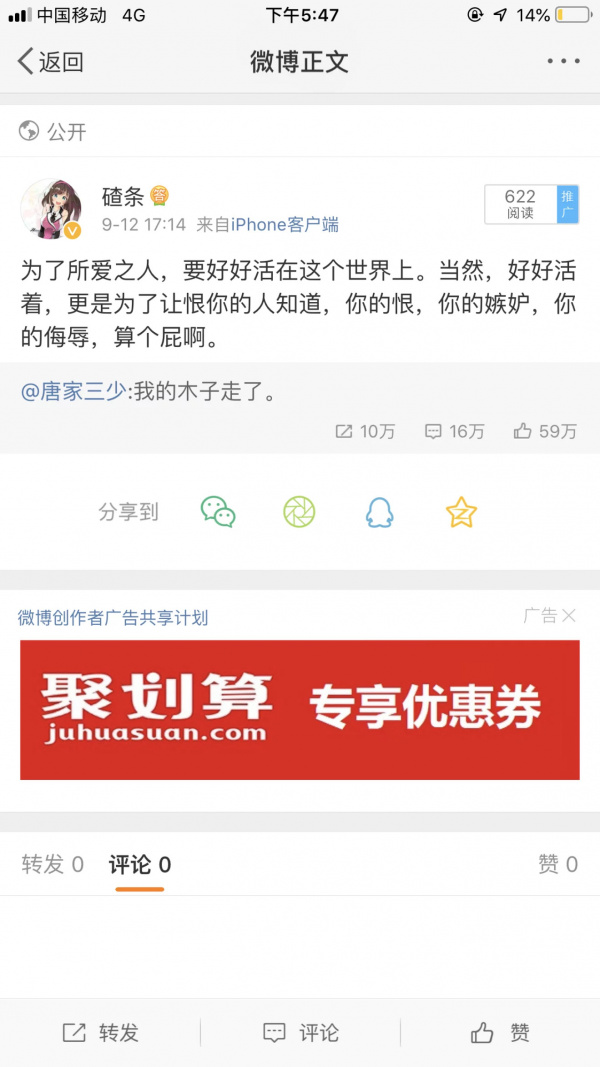 中国移动 4G 下午5:47 14%
返回 微博正文
公开
碴条 答
622
阅读
推广
9-12 17:14 来自iPhone客户端
为了所爱之人，要好好活在这个世界上。当然，好好活
着，更是为了让恨你的人知道，你的恨，你的嫉妒，你
的侮辱，算个屁啊。
@唐家三少:我的木子走了。
10万 16万 59万
分享到
微博创作者广告共享计划 广告
聚划算 专享优惠券
juhuasuan.com
转发 0 评论 0 赞 0
转发 评论 赞